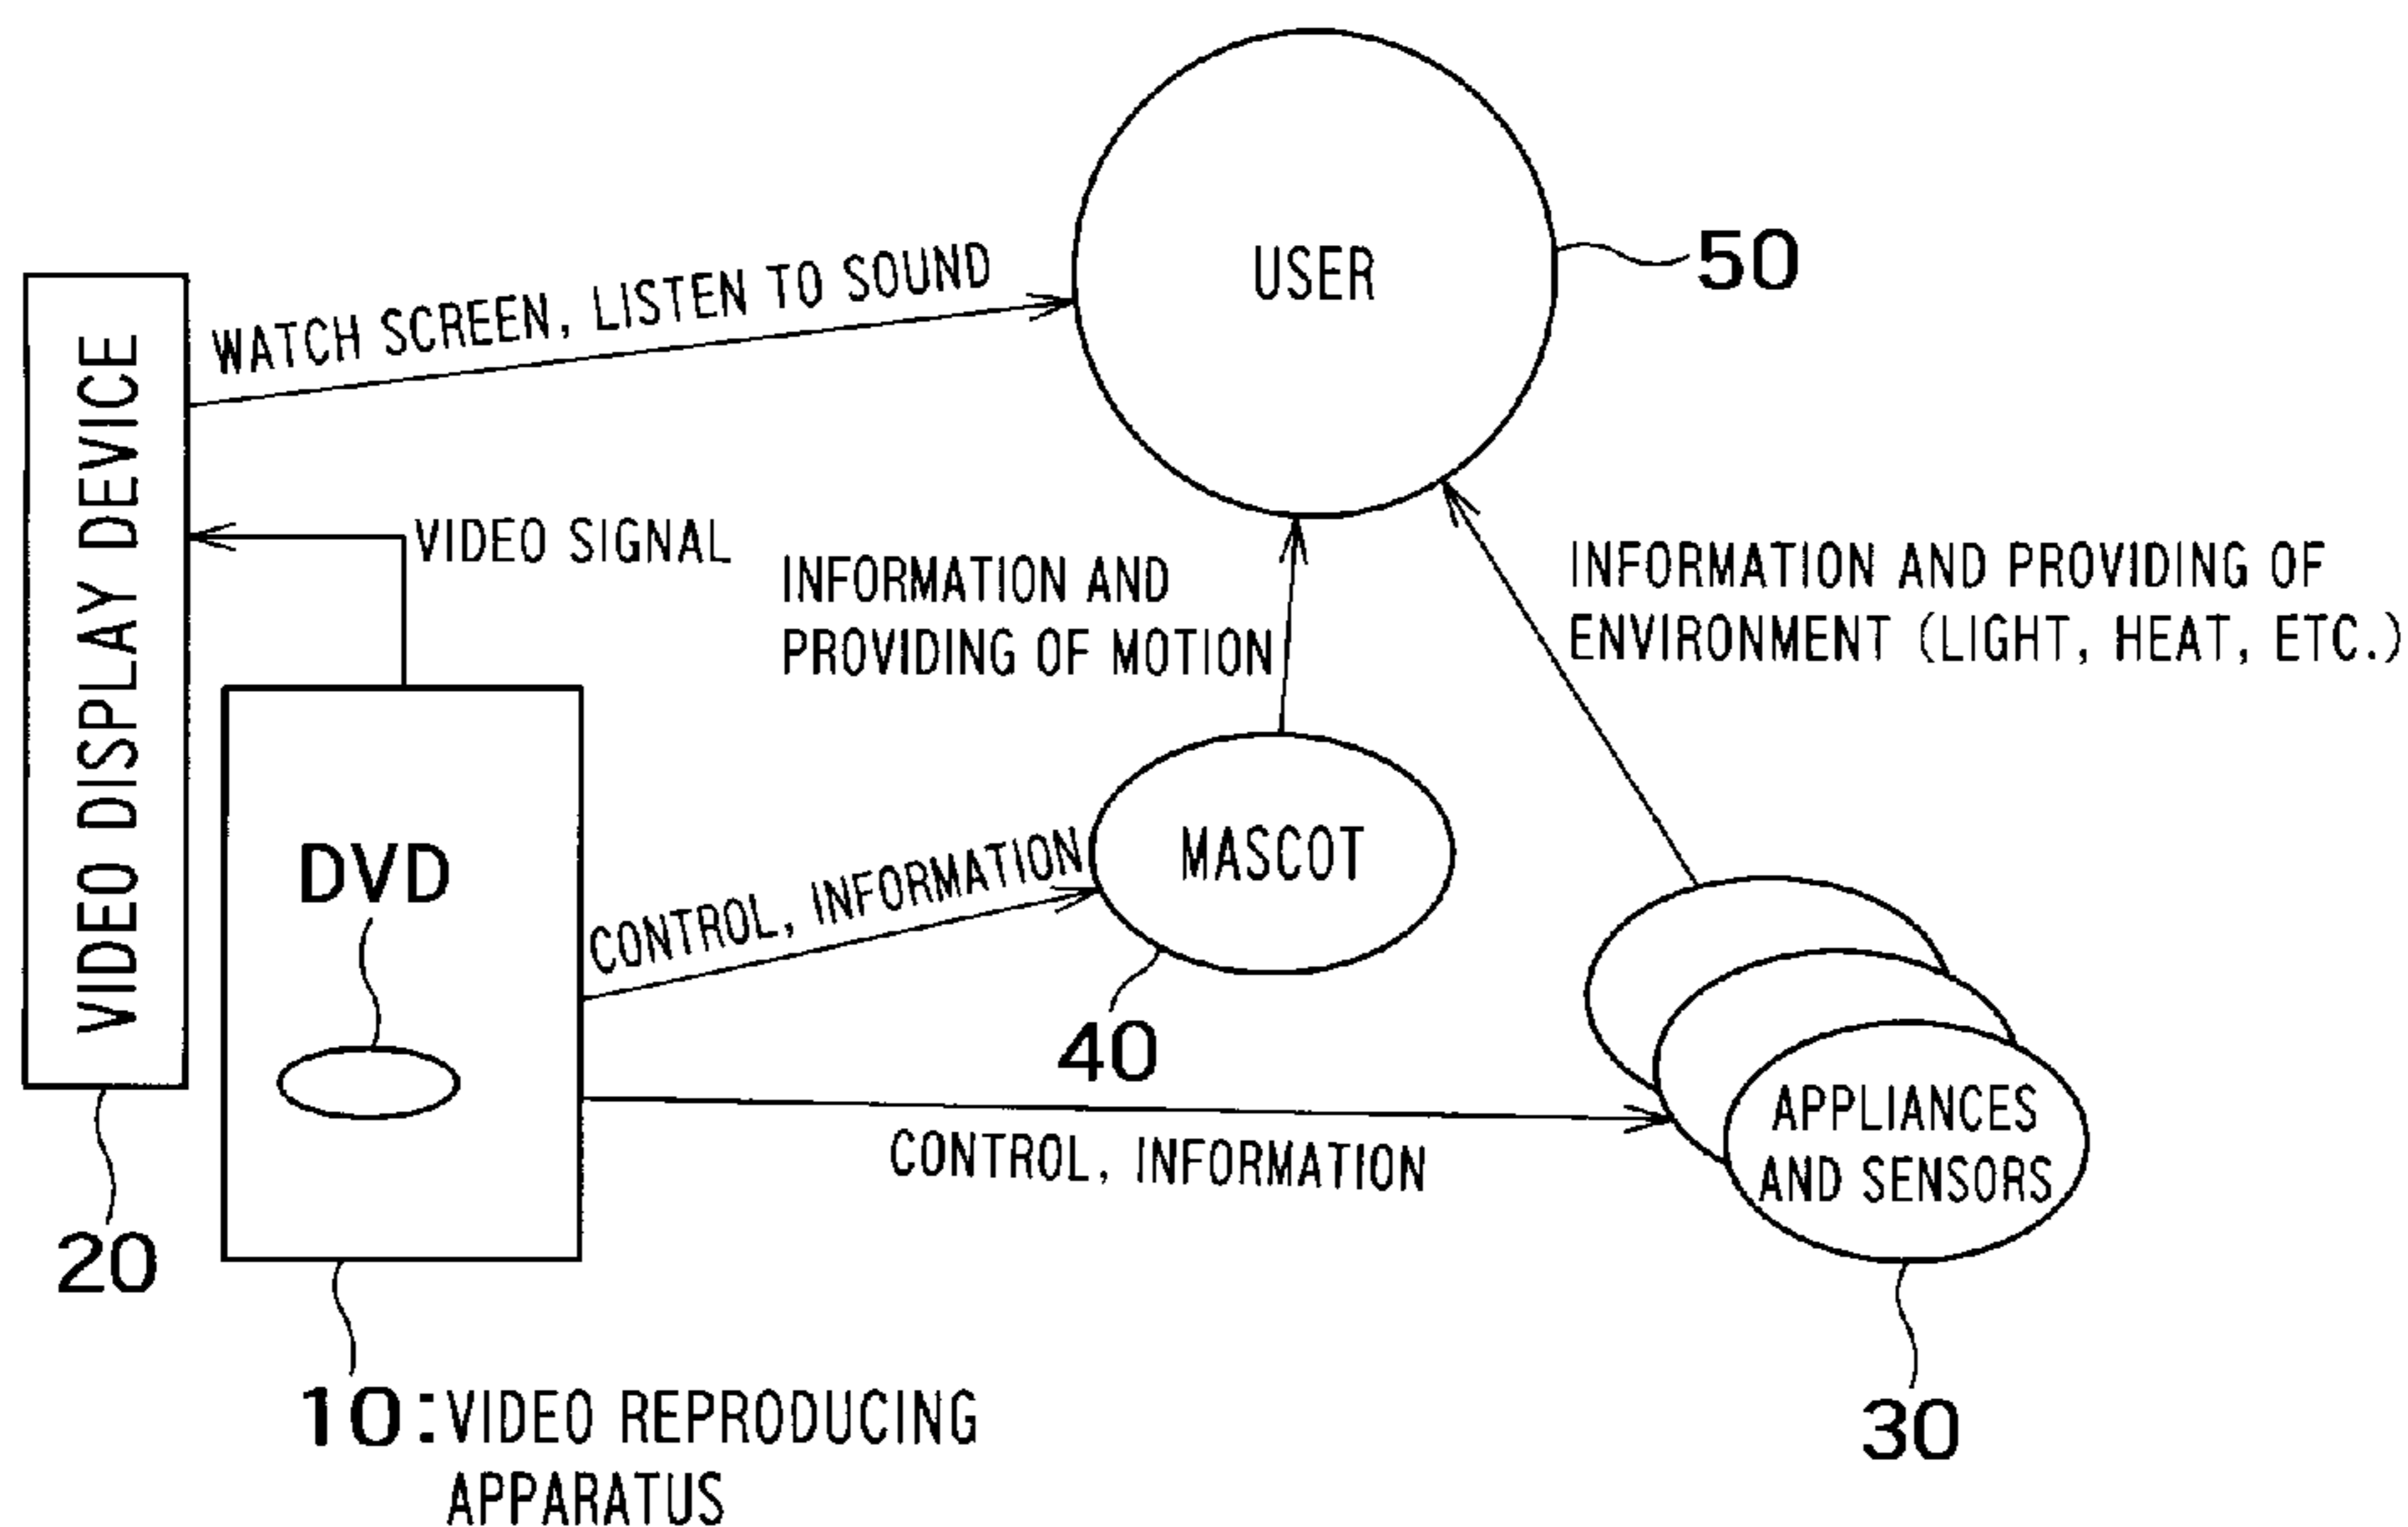 USER
50
WATCH SCREEN, LISTEN TO SOUND
VIDEO DISPLAY DEVICE
VIDEO SIGNAL
INFORMATION AND
PROVIDING OF MOTION
INFORMATION AND PROVIDING OF
ENVIRONMENT (LIGHT, HEAT, ETC.)
DVD
CONTROL, INFORMATION
MASCOT
40
CONTROL, INFORMATION
APPLIANCES
AND SENSORS
20
10:VIDEO REPRODUCING
APPARATUS
30